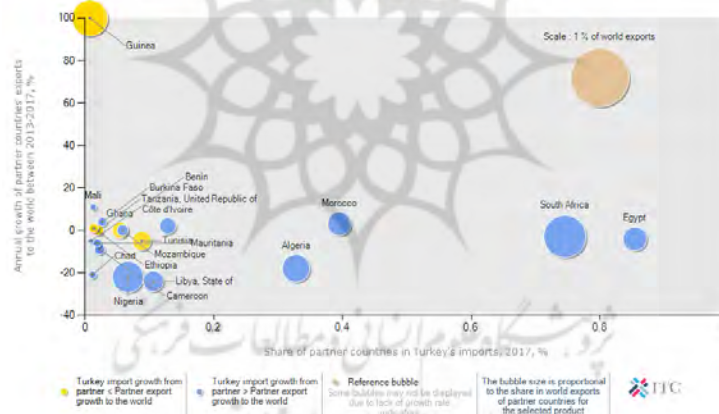 Annual growth of partner countries' exports
to the world between 2013-2017, %
100
80
60
40
20
0
-20
-40
Guinea
Scale : 1 % of world exports
Benin
Burkina Faso
Mali
Tanzania, United Republic of
Ghana
Côte d'Ivoire
Morocco
South Africa
Egypt
Tunisia
Mauritania
Mozambique
Algeria
Chad
Ethiopia
Libya, State of
Cameroon
Nigeria
0
0.2
0.4
0.6
0.8
Share of partner countries in Turkey's imports, 2017, %
پژوهشگاه علوم انسانی و مطالعات فرهنگی
Turkey import growth from
partner < Partner export
growth to the world
Turkey import growth from
partner > Partner export
growth to the world
Reference bubble
Some bubbles may not be displayed
due to lack of growth rate
The bubble size is proportional
to the share in world exports
of partner countries for
the selected product
ITC